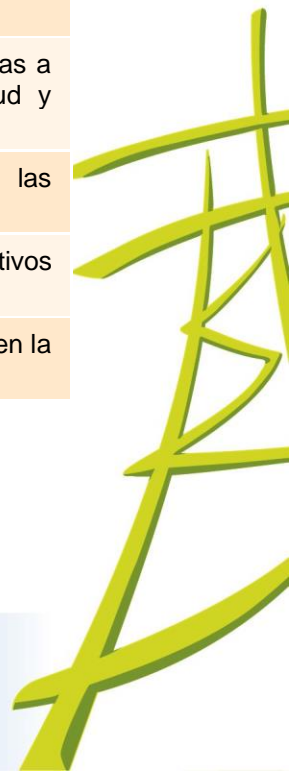 as a
ud y
las
tivos
en la